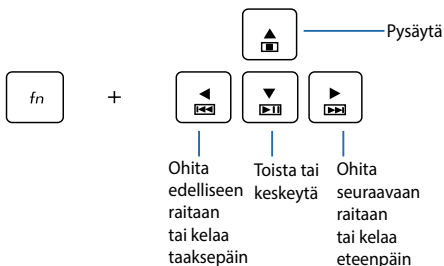 Pysäytä
fn
+
Ohita
edelliseen
raitaan
tai kelaa
taaksepäin
Toista tai
keskeytä
Ohita
seuraavaan
raitaan
tai kelaa
eteenpäin